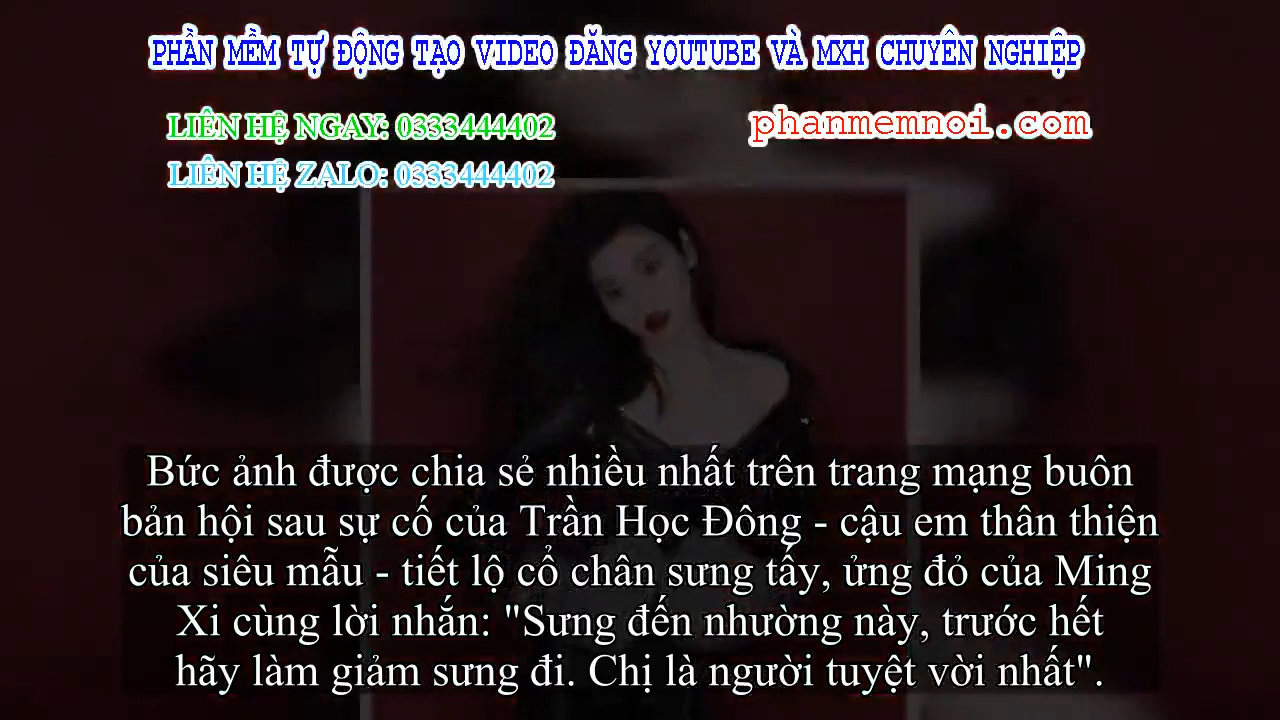 PHẦN MỀM TỰ ĐỘNG TẠO VIDEO ĐĂNG YOUTUBE VÀ MXH CHUYÊN NGHIỆP
LIÊN HỆ NGAY: 0333444402
phanmemnoi.com
LIÊN HỆ ZALO: 0333444402
Bức ảnh được chia sẻ nhiều nhất trên trang mạng buôn
bản hội sau sự cố của Trần Học Đông - cậu em thân thiện
của siêu mẫu - tiết lộ cổ chân sưng tấy, ửng đỏ của Ming
Xi cùng lời nhắn: "Sưng đến nhường này, trước hết
hãy làm giảm sưng đi. Chị là người tuyệt vời nhất".